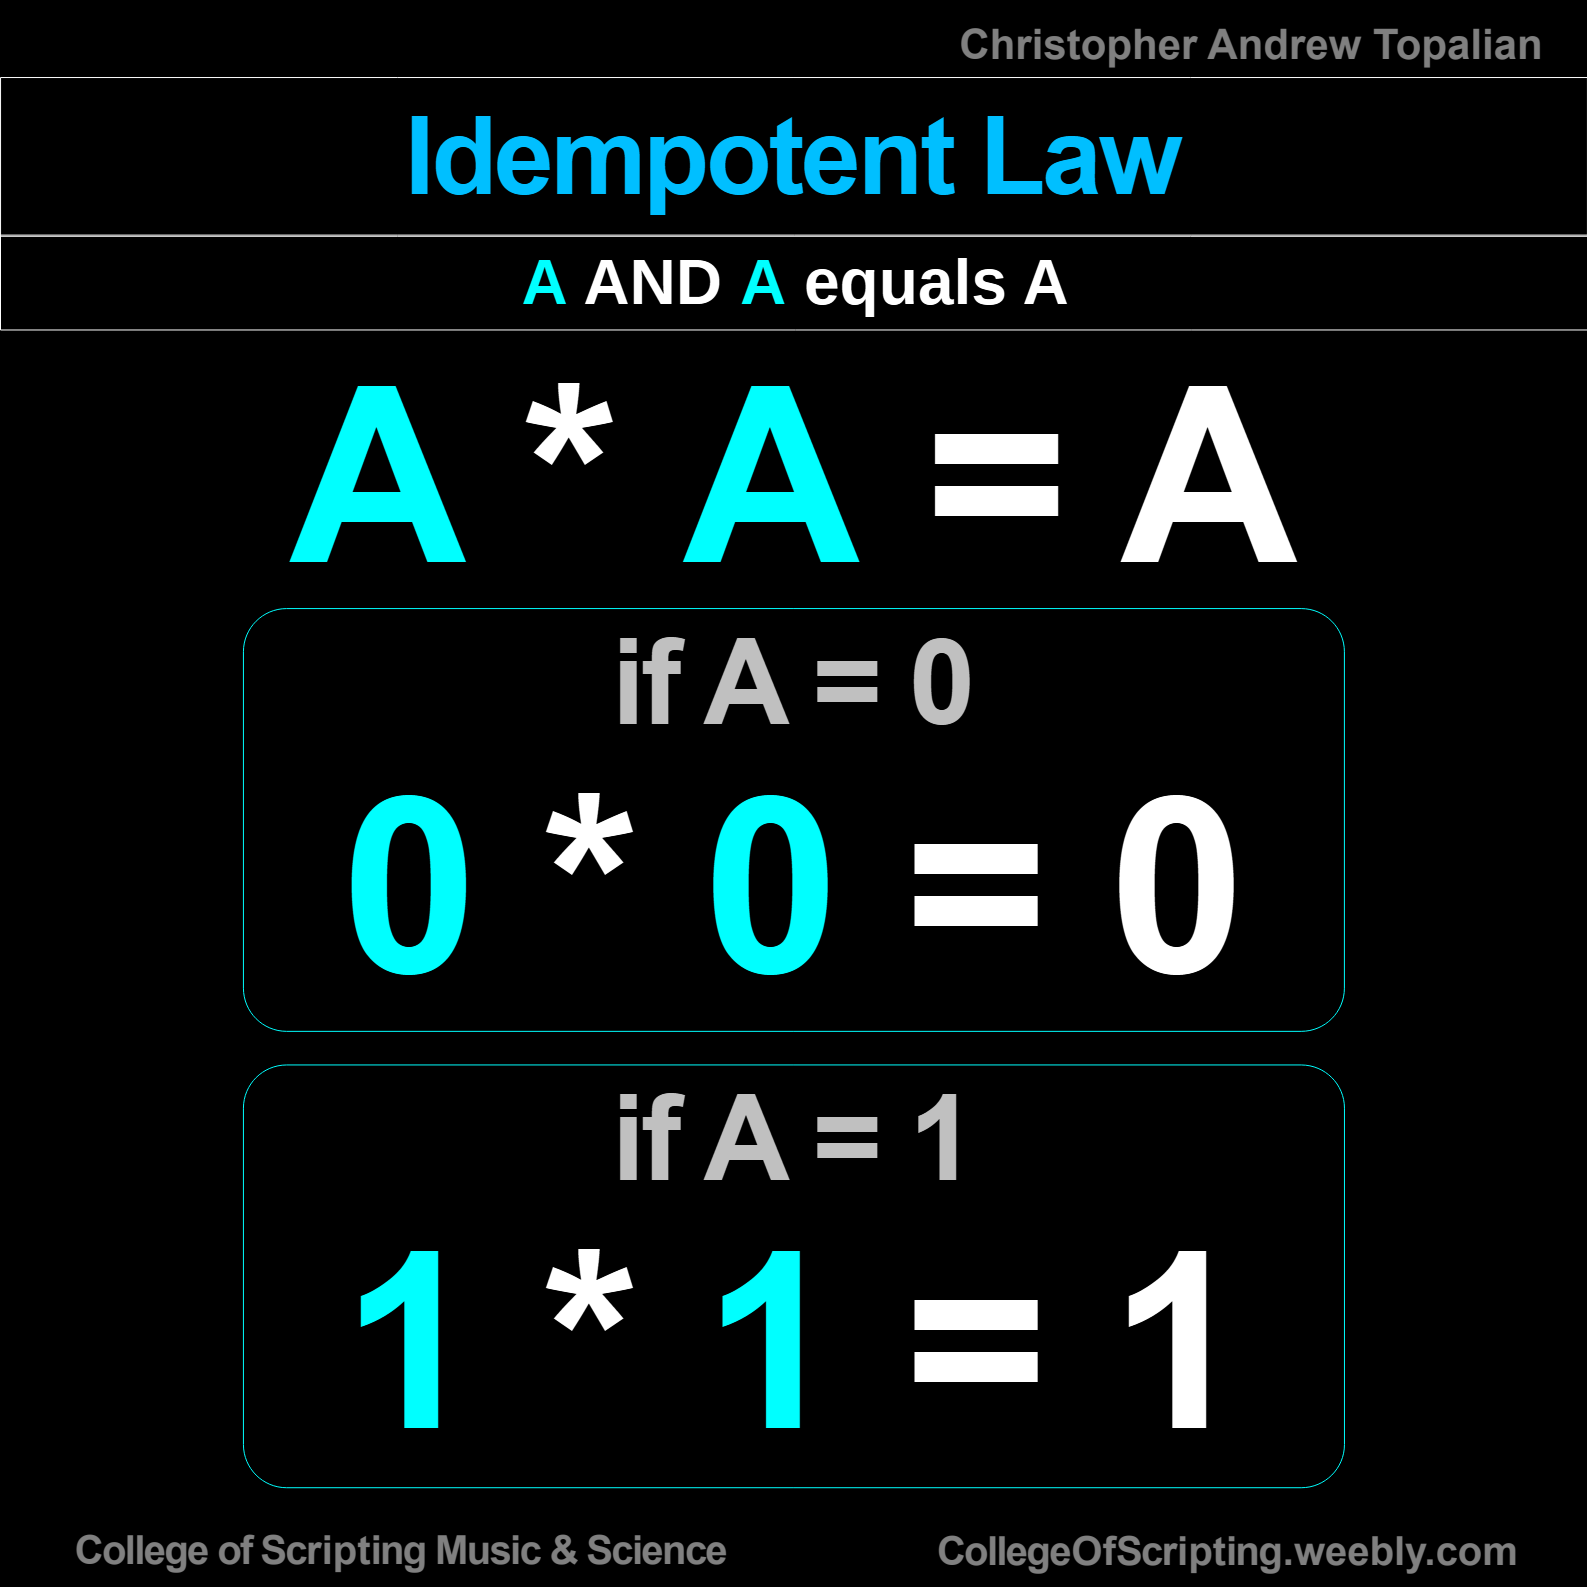 Christopher Andrew Topalian
Idempotent Law
A AND A equals A
A * A = A
if A = 0
0 * 0 = 0
if A = 1
1 * 1 = 1
College of Scripting Music & Science
CollegeOfScripting.weebly.com